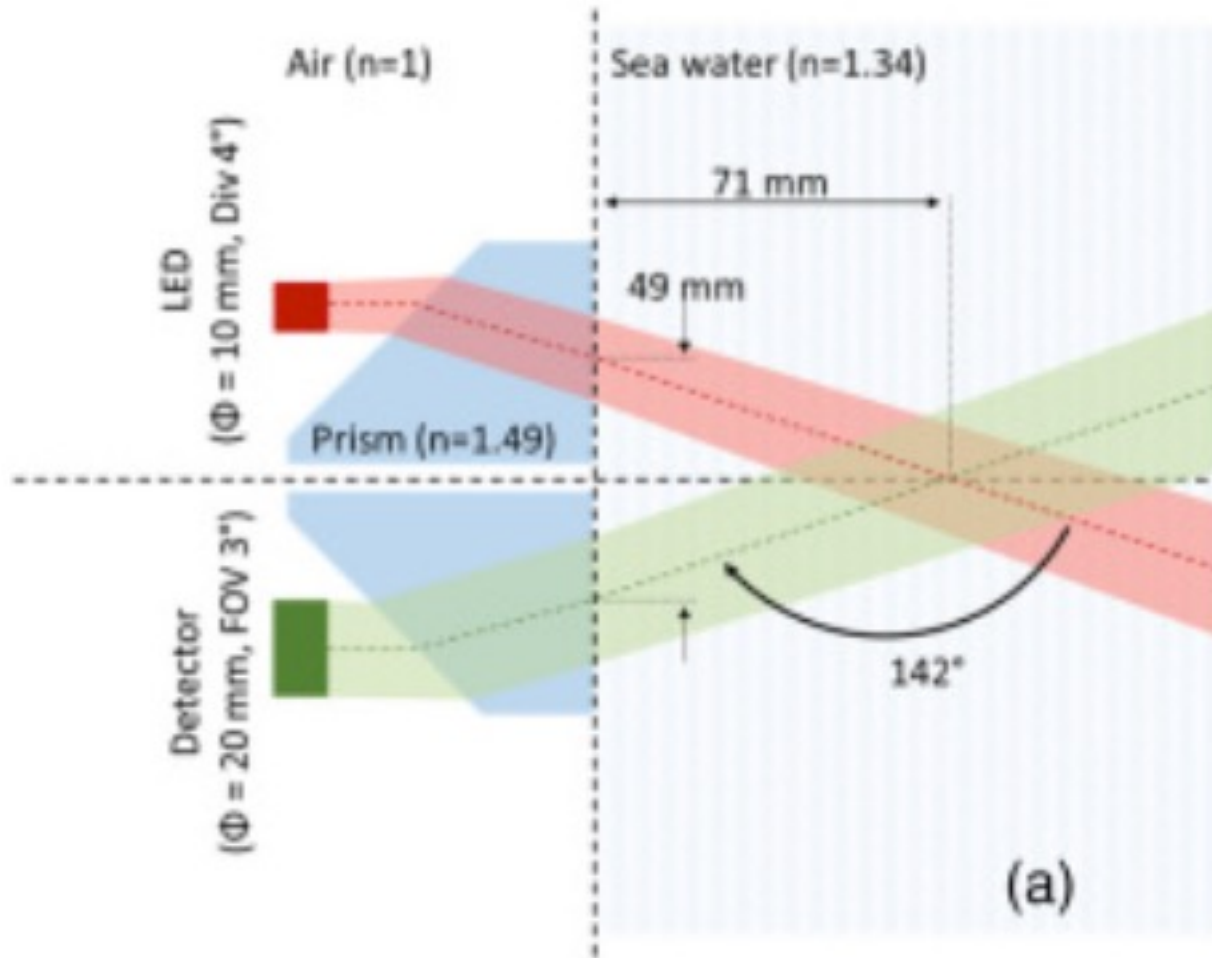 Air (n=1)
Sea water (n=1.34)
71 mm
LED
(Φ = 10 mm, Div 4°)
49 mm
Prism (n=1.49)
Detector
(Φ = 20 mm, FOV 3°)
142°
(a)